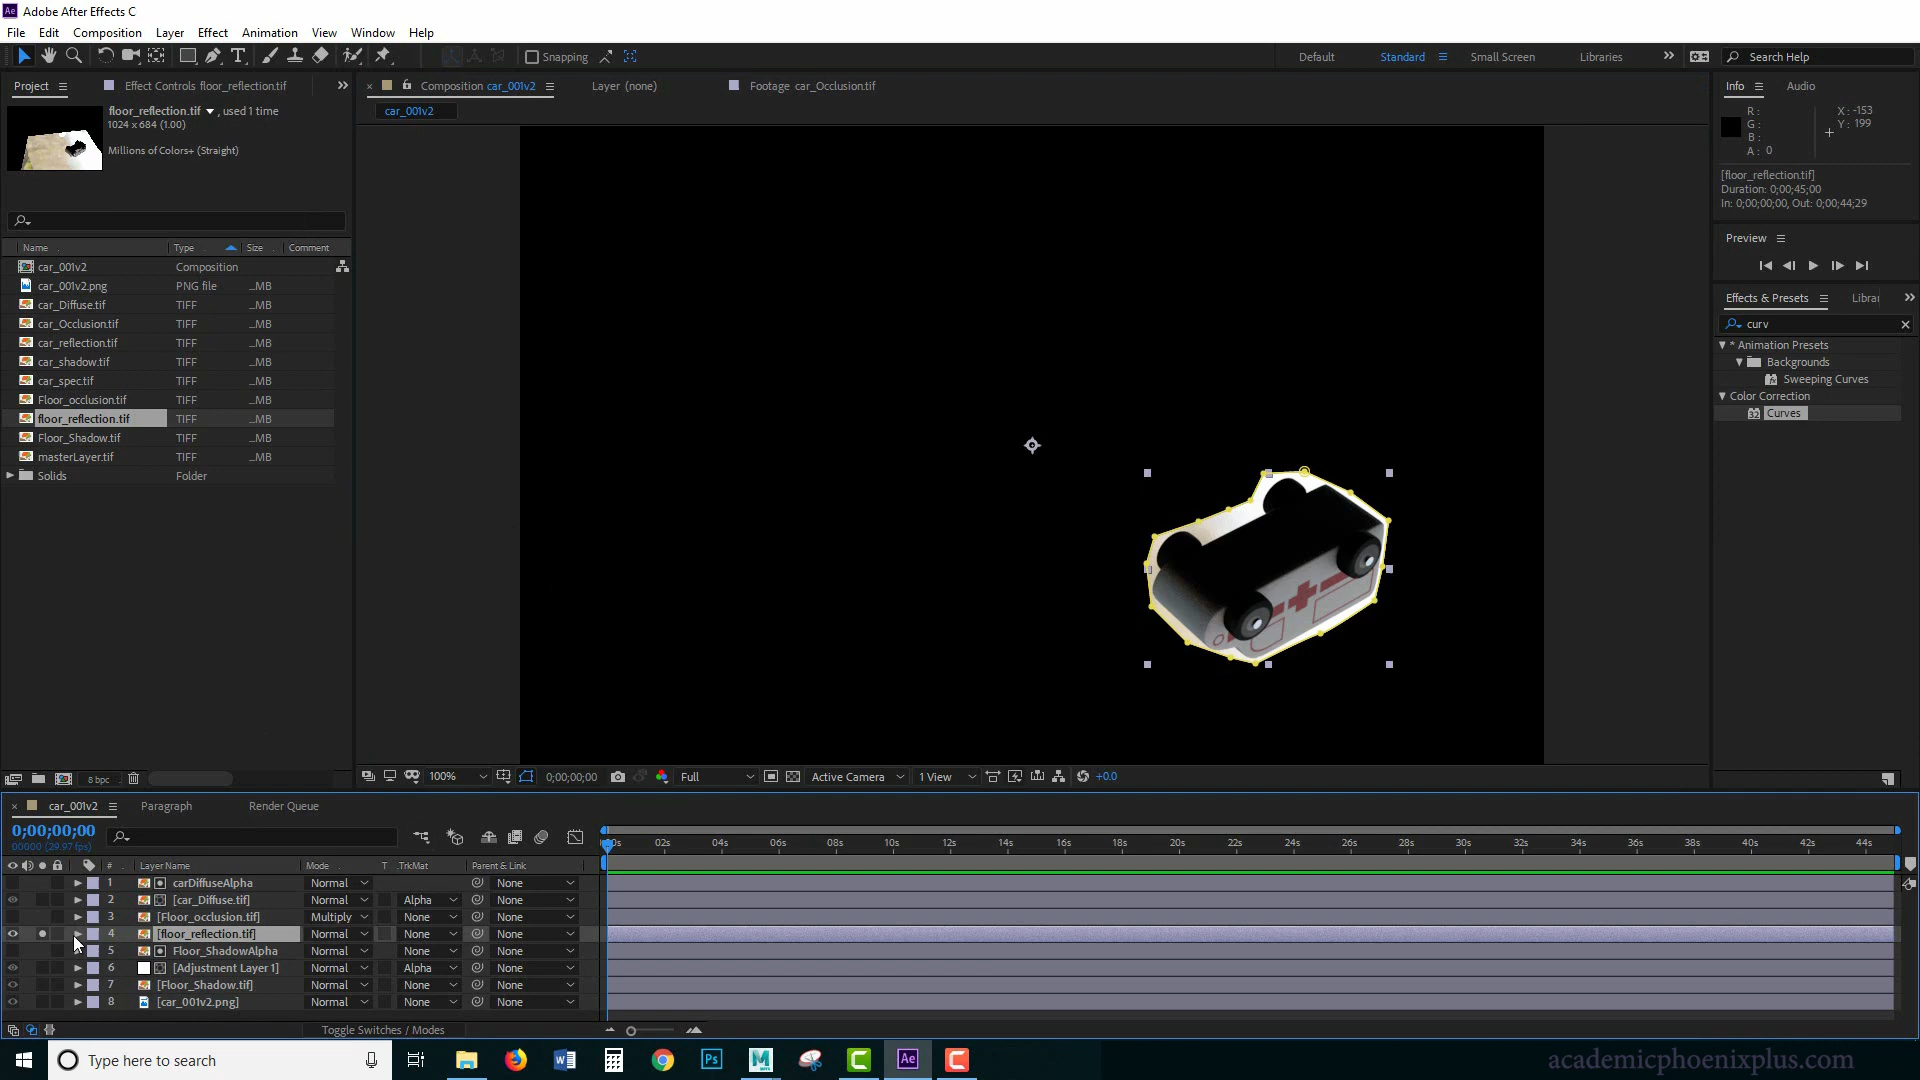 Adobe After Effects C
File Edit Composition Layer Effect Animation View Window Help
Snapping
Default Standard Small Screen Libraries Search Help
Project Effect Controls floor_reflection.tif
Composition car_001v2 Layer (none) Footage car_Occlusion.tif
Info Audio
car_001v2
floor_reflection.tif , used 1 time
1024 x 684 (1.00)
Millions of Colors+ (Straight)
R: X: -153
G: Y: 199
B:
A: 0
[floor_reflection.tif]
Duration: 0;00;45;00
In: 0;00;00;00, Out: 0;00;44;29
Preview
Name Type Size Comment
car_001v2 Composition
car_001v2.png PNG file ...MB
car_Diffuse.tif TIFF ...MB
car_Occlusion.tif TIFF ...MB
car_reflection.tif TIFF ...MB
car_shadow.tif TIFF ...MB
car_spec.tif TIFF ...MB
Floor_occlusion.tif TIFF ...MB
floor_reflection.tif TIFF ...MB
Floor_Shadow.tif TIFF ...MB
masterLayer.tif TIFF ...MB
Solids Folder
Effects & Presets Librar
curv
* Animation Presets
Backgrounds
Sweeping Curves
Color Correction
Curves
8 bpc
100% 0;00;00;00 Full Active Camera 1 View +0.0
car_001v2 Paragraph Render Queue
0;00;00;00
00000 (29.97 fps)
:00s 02s 04s 06s 08s 10s 12s 14s 16s 18s 20s 22s 24s 26s 28s 30s 32s 34s 36s 38s 40s 42s 44s
# Layer Name Mode T .TrkMat Parent & Link
1 carDiffuseAlpha Normal None
2 [car_Diffuse.tif] Normal Alpha None
3 [Floor_occlusion.tif] Multiply None None
4 [floor_reflection.tif] Normal None None
5 Floor_ShadowAlpha Normal None None
6 [Adjustment Layer 1] Normal Alpha None
7 [Floor_Shadow.tif] Normal None None
8 [car_001v2.png] Normal None None
Toggle Switches / Modes
Type here to search
academicphoenixplus.com